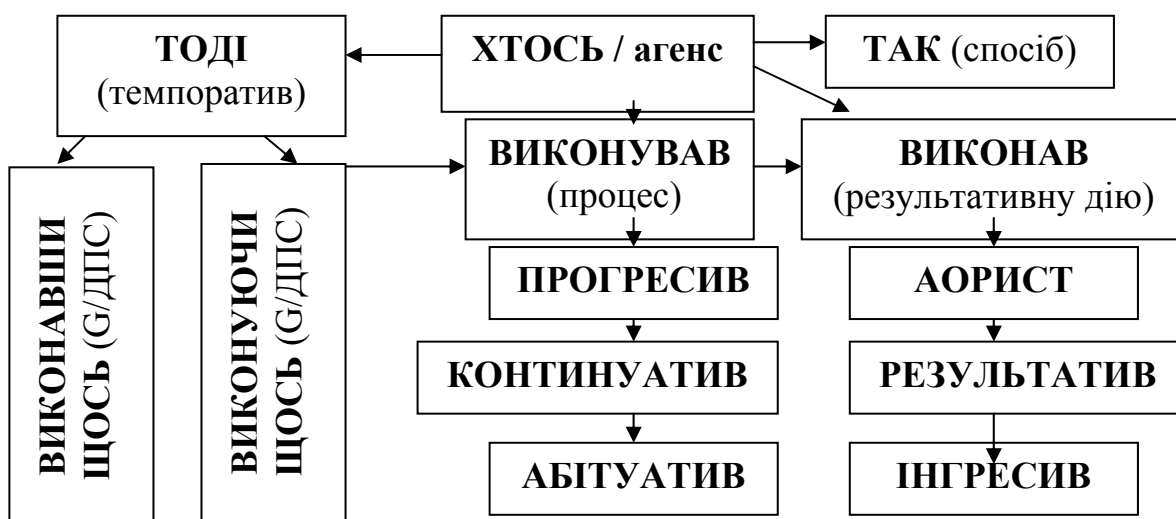 ТОДІ
(темпоратив)
ХТОСЬ / агенс
ТАК (спосіб)
ВИКОНАВШИ
ЩОСЬ (G/ДПС)
ВИКОНУЮЧИ
ЩОСЬ (G/ДПС)
ВИКОНУВАВ
(процес)
ВИКОНАВ
(результативну дію)
ПРОГРЕСИВ
АОРИСТ
КОНТИНУАТИВ
РЕЗУЛЬТАТИВ
АБІТУАТИВ
ІНГРЕСИВ